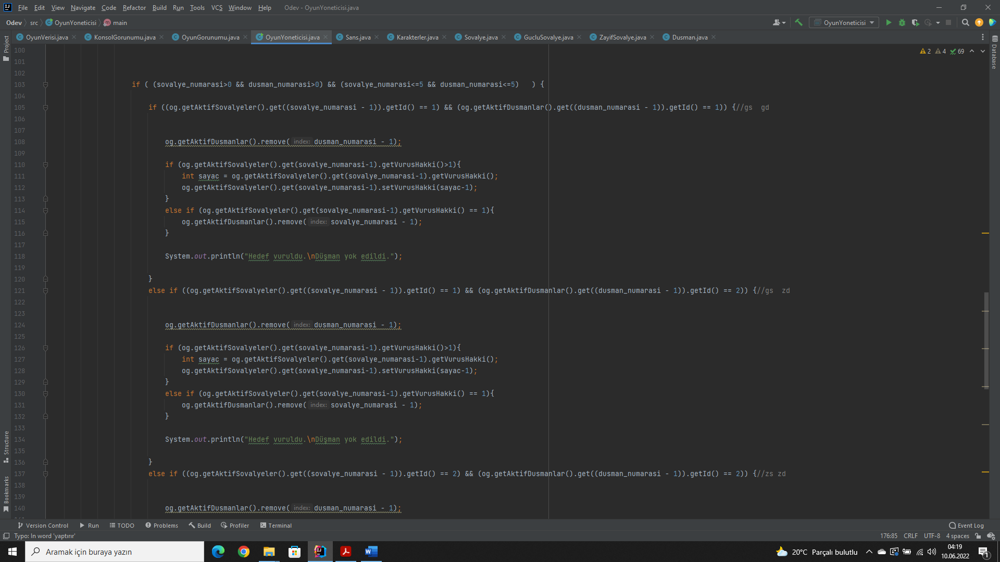 File Edit View Navigate Code Refactor Build Run Tools VCS Window Help Odev - OyunYoneticisi.java
Odev src OyunYoneticisi main OyunYoneticisi
OyunVerisi.java KonsolGorunumu.java OyunGorunumu.java OyunYoneticisi.java Sans.java Karakterler.java Sovalye.java GucluSovalye.java ZayifSovalye.java Dusman.java
Project
Database
2 4 69
100
101
102
103 if ( (sovalye_numarasi>0 && dusman_numarasi>0) && (sovalye_numarasi<=5 && dusman_numarasi<=5)   ) {
104
105 if ((og.getAktifSovalyeler().get((sovalye_numarasi - 1)).getId() == 1) && (og.getAktifDusmanlar().get((dusman_numarasi - 1)).getId() == 1)) {//gs  gd
106
107
108 og.getAktifDusmanlar().remove( index: dusman_numarasi - 1);
109
110 if (og.getAktifSovalyeler().get(sovalye_numarasi-1).getVurusHakki()>1){
111 int sayac = og.getAktifSovalyeler().get(sovalye_numarasi-1).getVurusHakki();
112 og.getAktifSovalyeler().get(sovalye_numarasi-1).setVurusHakki(sayac-1);
113 }
114 else if (og.getAktifSovalyeler().get(sovalye_numarasi-1).getVurusHakki() == 1){
115 og.getAktifDusmanlar().remove( index: sovalye_numarasi - 1);
116 }
117
118 System.out.println("Hedef vuruldu.\nDüşman yok edildi.");
119
120 }
121 else if ((og.getAktifSovalyeler().get((sovalye_numarasi - 1)).getId() == 1) && (og.getAktifDusmanlar().get((dusman_numarasi - 1)).getId() == 2)) {//gs  zd
122
123
124 og.getAktifDusmanlar().remove( index: dusman_numarasi - 1);
125
126 if (og.getAktifSovalyeler().get(sovalye_numarasi-1).getVurusHakki()>1){
127 int sayac = og.getAktifSovalyeler().get(sovalye_numarasi-1).getVurusHakki();
128 og.getAktifSovalyeler().get(sovalye_numarasi-1).setVurusHakki(sayac-1);
129 }
130 else if (og.getAktifSovalyeler().get(sovalye_numarasi-1).getVurusHakki() == 1){
131 og.getAktifDusmanlar().remove( index: sovalye_numarasi - 1);
132 }
133
134 System.out.println("Hedef vuruldu.\nDüşman yok edildi.");
135
136 }
137 else if ((og.getAktifSovalyeler().get((sovalye_numarasi - 1)).getId() == 2) && (og.getAktifDusmanlar().get((dusman_numarasi - 1)).getId() == 2)) {//zs zd
138
139
140 og.getAktifDusmanlar().remove( index: dusman_numarasi - 1);
Structure
Bookmarks
Version Control Run TODO Problems Build Profiler Terminal Event Log
Typo: In word 'yaptırır' 176:85 CRLF UTF-8 4 spaces
Aramak için buraya yazın 20°C Parçalı bulutlu 04:19
10.06.2022 1